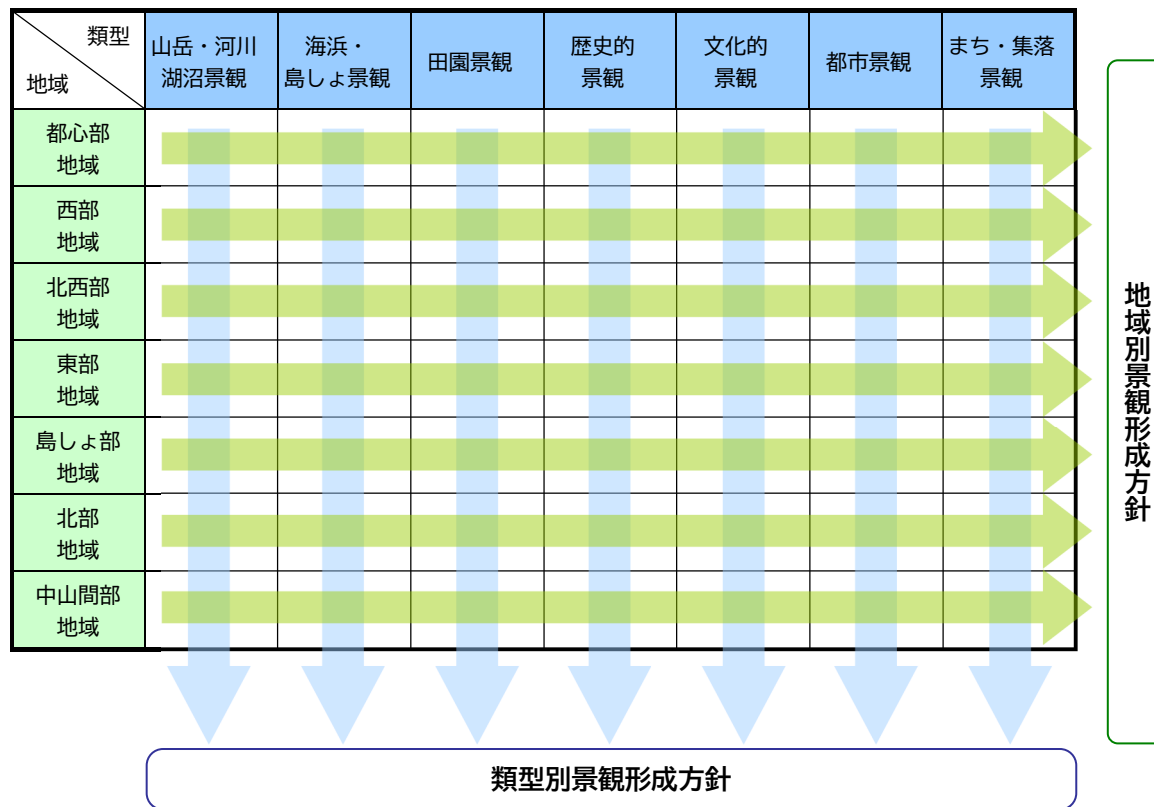 類型
地域
山岳・河川
湖沼景観
海浜・
島しょ景観
田園景観
歴史的
景観
文化的
景観
都市景観
まち・集落
景観
都心部
地域
西部
地域
北西部
地域
東部
地域
島しょ部
地域
北部
地域
中山間部
地域
地域別景観形成方針
類型別景観形成方針